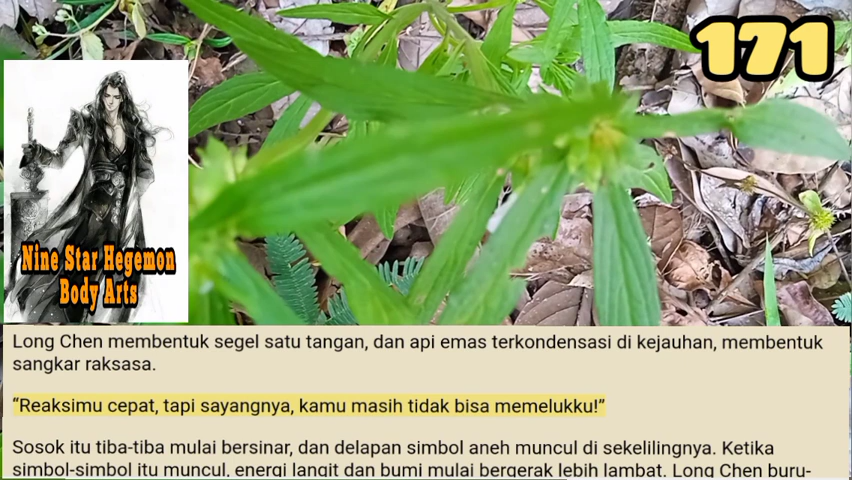 171
Nine Star Hegemon
Body Arts
Long Chen membentuk segel satu tangan, dan api emas terkondensasi di kejauhan, membentuk
sangkar raksasa.
“Reaksimu cepat, tapi sayangnya, kamu masih tidak bisa memelukku!”
Sosok itu tiba-tiba mulai bersinar, dan delapan simbol aneh muncul di sekelilingnya. Ketika
simbol-simbol itu muncul, energi langit dan bumi mulai bergerak lebih lambat. Long Chen buru-